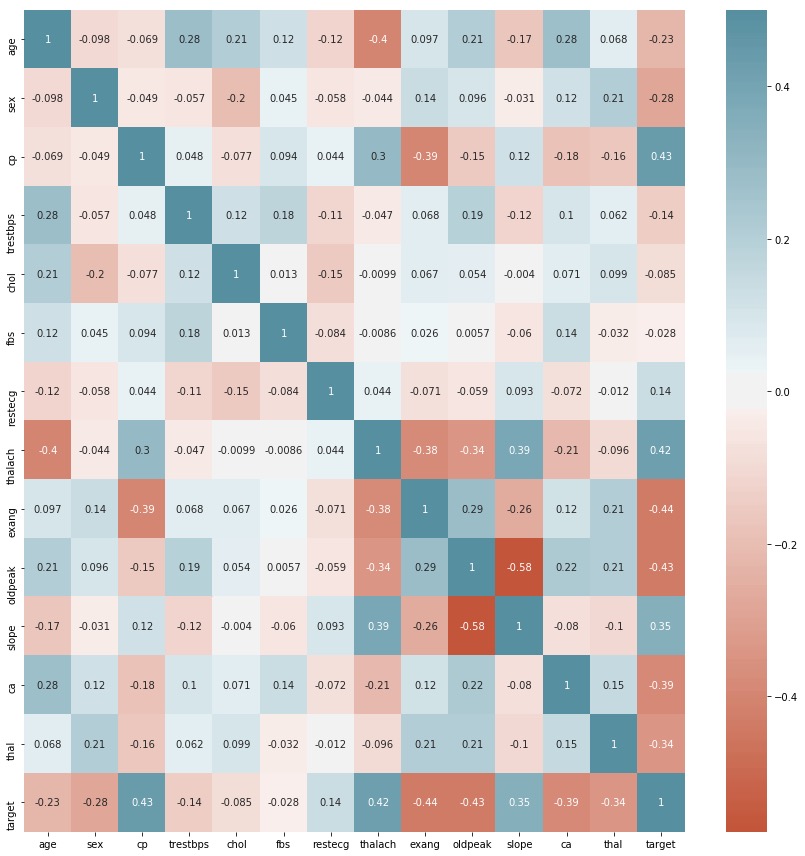 age 1 -0.098 -0.069 0.28 0.21 0.12 -0.12 -0.4 0.097 0.21 -0.17 0.28 0.068 -0.23
sex -0.098 1 -0.049 -0.057 -0.2 0.045 -0.058 -0.044 0.14 0.096 -0.031 0.12 0.21 -0.28
cp -0.069 -0.049 1 0.048 -0.077 0.094 0.044 0.3 -0.39 -0.15 0.12 -0.18 -0.16 0.43
trestbps 0.28 -0.057 0.048 1 0.12 0.18 -0.11 -0.047 0.068 0.19 -0.12 0.1 0.062 -0.14
chol 0.21 -0.2 -0.077 0.12 1 0.013 -0.15 -0.0099 0.067 0.054 -0.004 0.071 0.099 -0.085
fbs 0.12 0.045 0.094 0.18 0.013 1 -0.084 -0.0086 0.026 0.0057 -0.06 0.14 -0.032 -0.028
restecg -0.12 -0.058 0.044 -0.11 -0.15 -0.084 1 0.044 -0.071 -0.059 0.093 -0.072 -0.012 0.14
thalach -0.4 -0.044 0.3 -0.047 -0.0099 -0.0086 0.044 1 -0.38 -0.34 0.39 -0.21 -0.096 0.42
exang 0.097 0.14 -0.39 0.068 0.067 0.026 -0.071 -0.38 1 0.29 -0.26 0.12 0.21 -0.44
oldpeak 0.21 0.096 -0.15 0.19 0.054 0.0057 -0.059 -0.34 0.29 1 -0.58 0.22 0.21 -0.43
slope -0.17 -0.031 0.12 -0.12 -0.004 -0.06 0.093 0.39 -0.26 -0.58 1 -0.08 -0.1 0.35
ca 0.28 0.12 -0.18 0.1 0.071 0.14 -0.072 -0.21 0.12 0.22 -0.08 1 0.15 -0.39
thal 0.068 0.21 -0.16 0.062 0.099 -0.032 -0.012 -0.096 0.21 0.21 -0.1 0.15 1 -0.34
target -0.23 -0.28 0.43 -0.14 -0.085 -0.028 0.14 0.42 -0.44 -0.43 0.35 -0.39 -0.34 1
age sex cp trestbps chol fbs restecg thalach exang oldpeak slope ca thal target
0.4
0.2
0.0
−0.2
−0.4